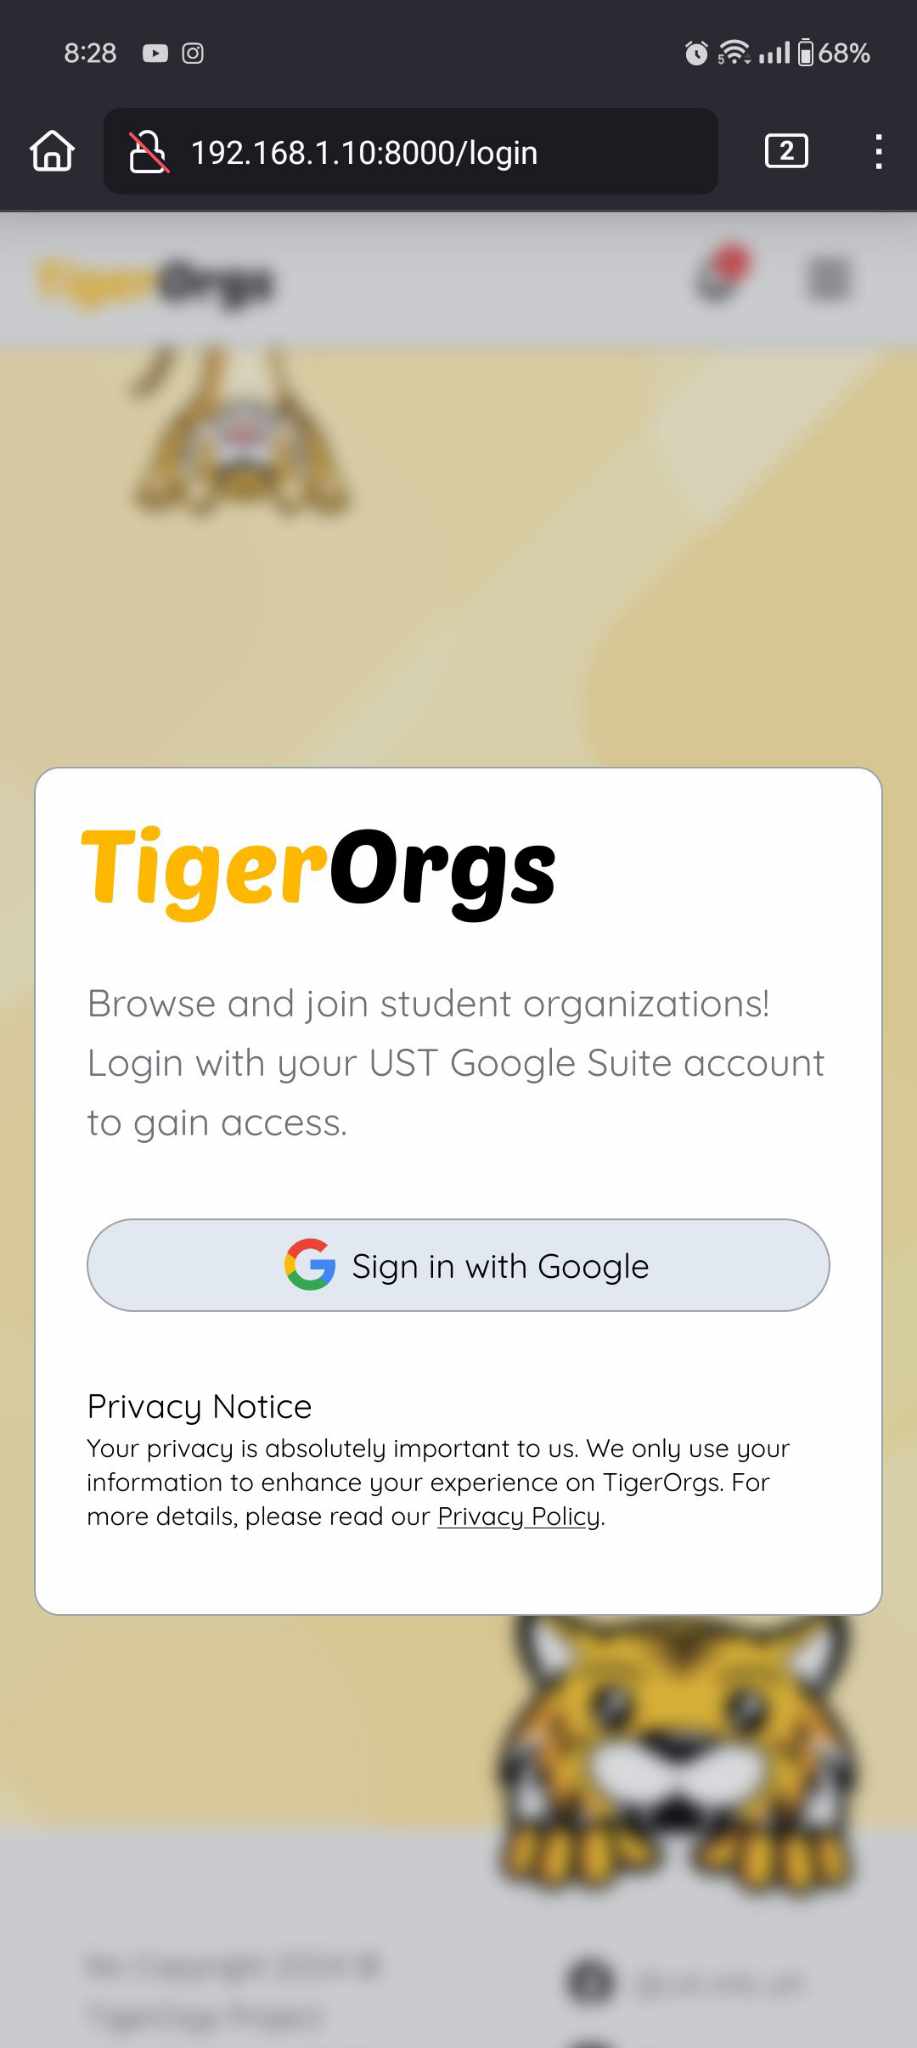 8:28
5
68%
192.168.1.10:8000/login
2
TigerOrgs
TigerOrgs
Browse and join student organizations!
Login with your UST Google Suite account
to gain access.
Sign in with Google
Privacy Notice
Your privacy is absolutely important to us. We only use your
information to enhance your experience on TigerOrgs. For
more details, please read our Privacy Policy.